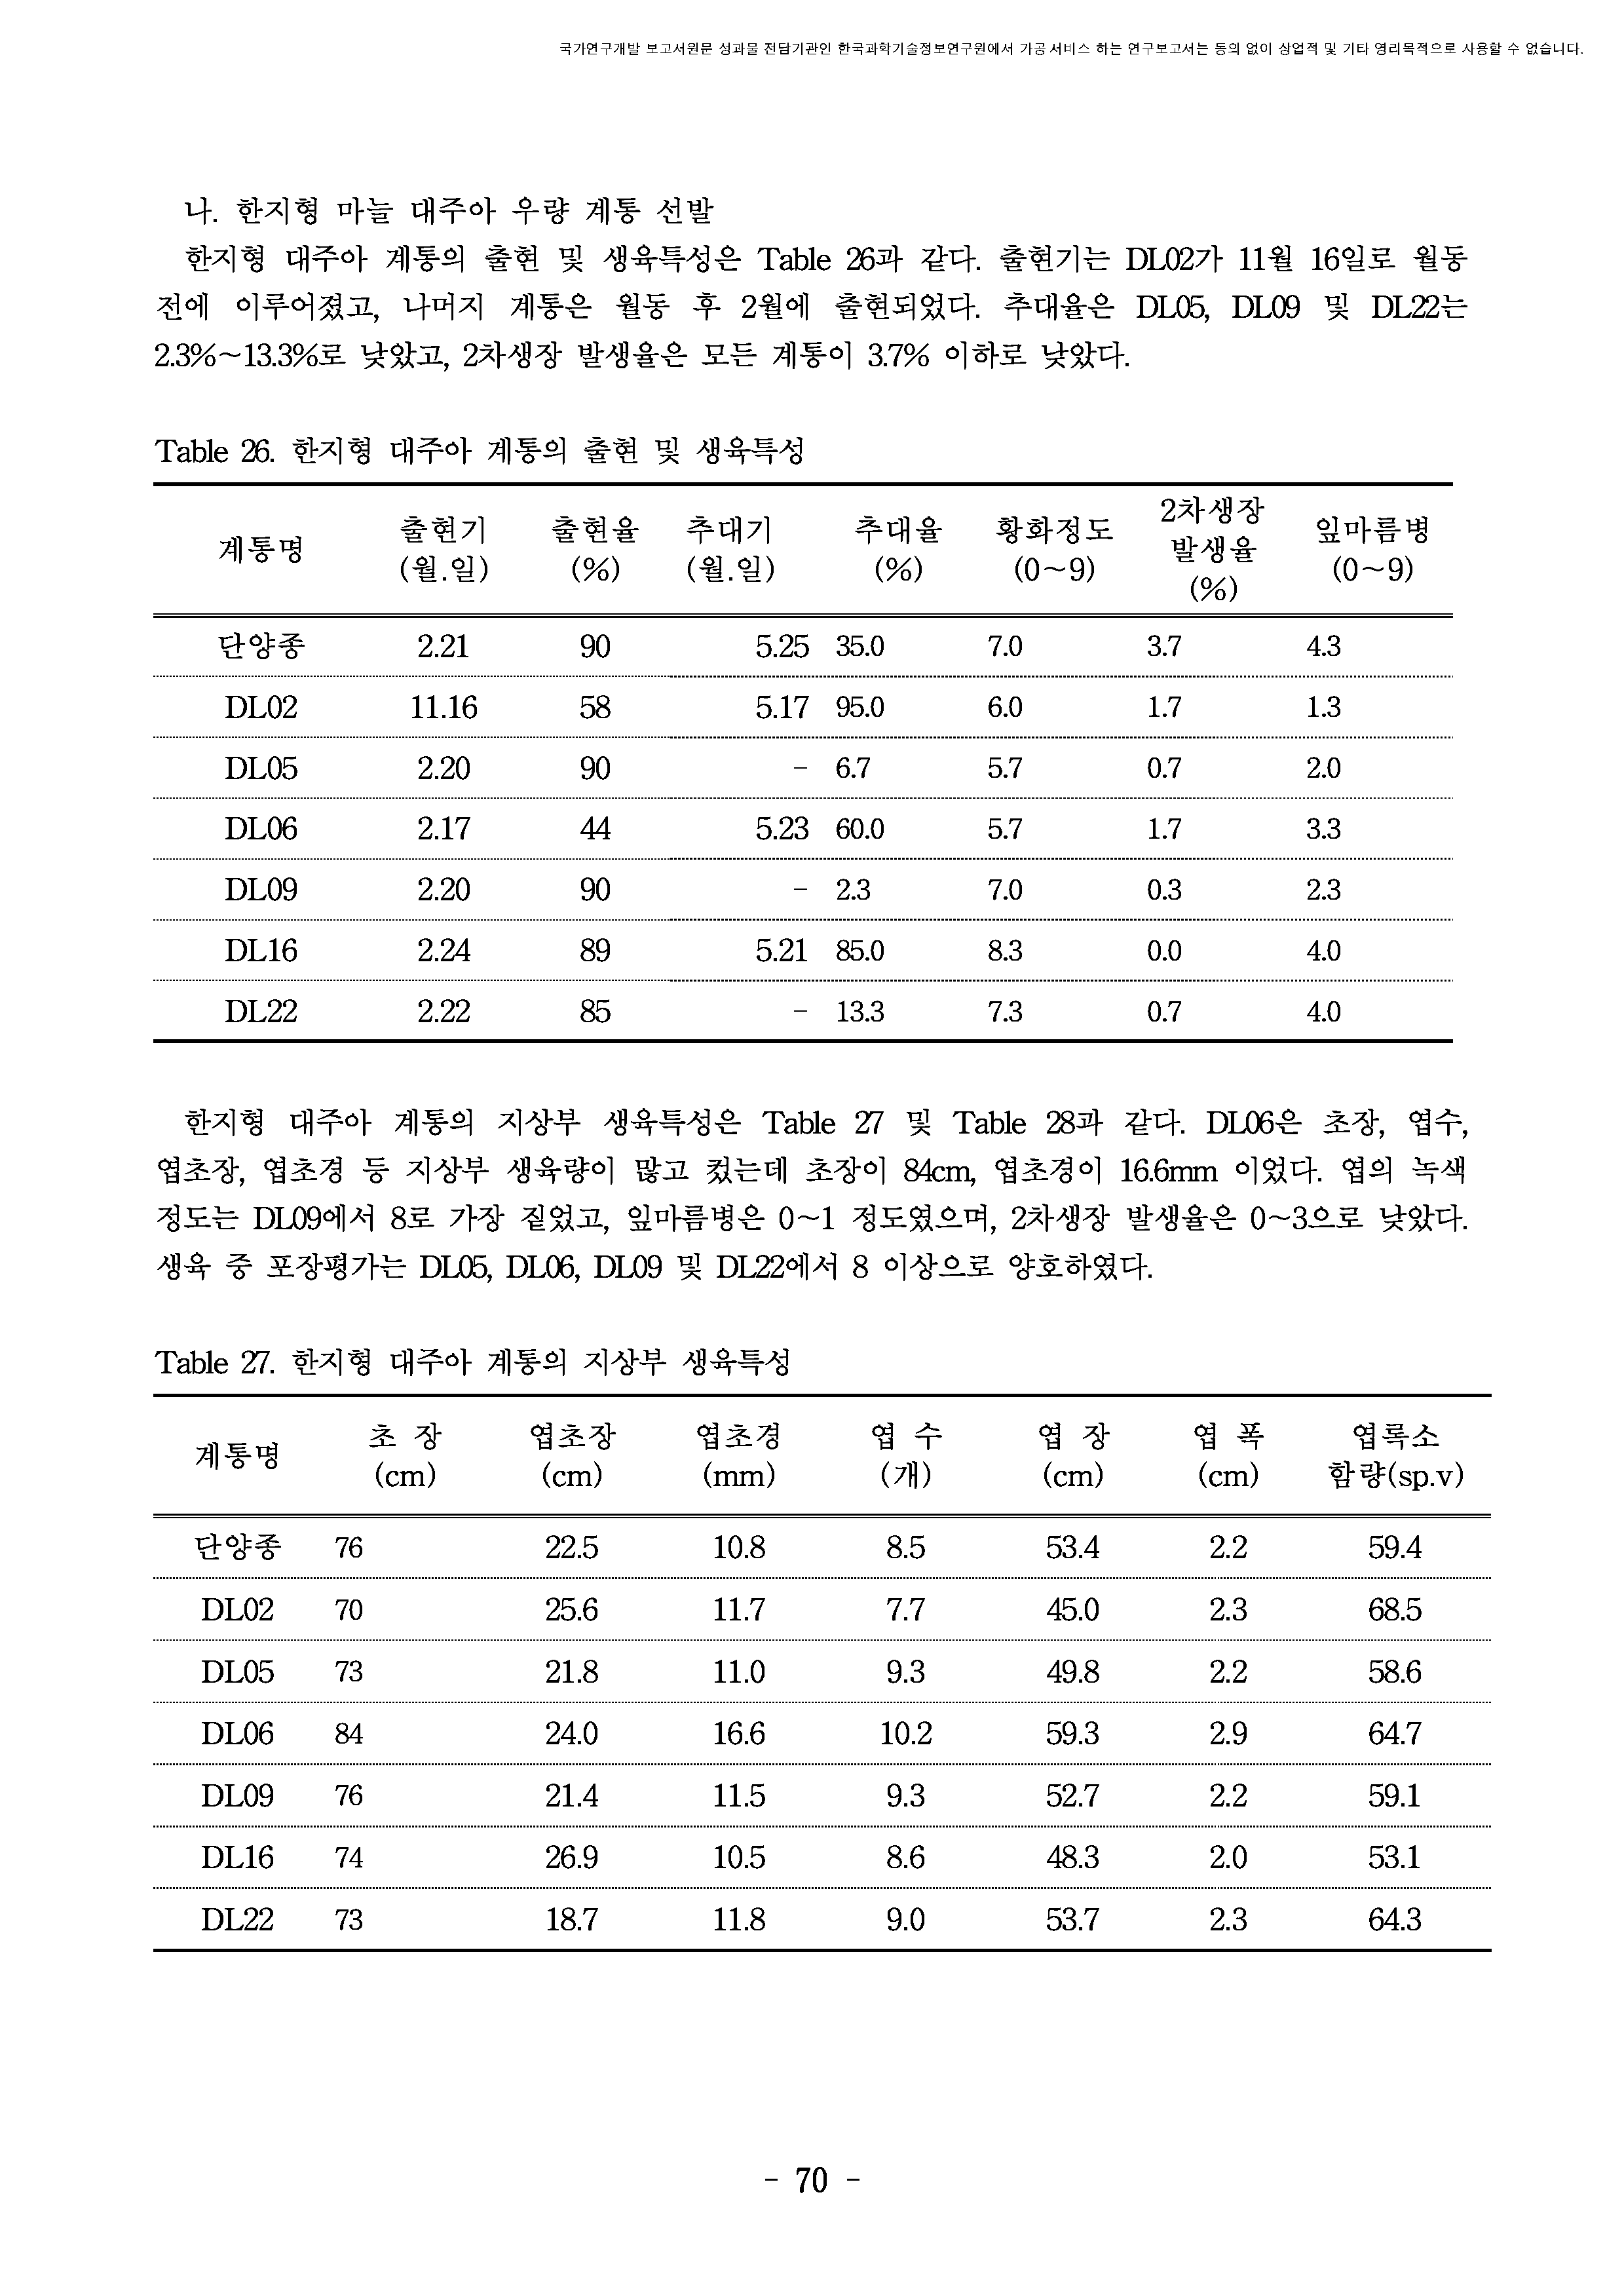 국가연구개발 보고서원문 성과물 전담기관인 한국과학기술정보연구원에서 가공·서비스 하는 연구보고서는 동의 없이 상업적 및 기타 영리목적으로 사용할 수 없습니다.
나. 한지형 마늘 대주아 우량 계통 선발
한지형 대주아 계통의 출현 및 생육특성은 Table 26과 같다. 출현기는 DL02가 11월 16일로 월동
전에 이루어졌고, 나머지 계통은 월동 후 2월에 출현되었다. 추대율은 DL05, DL09 및 DL22는
2.3%~13.3%로 낮았고, 2차생장 발생율은 모든 계통이 3.7% 이하로 낮았다.
Table 26. 한지형 대주아 계통의 출현 및 생육특성
계통명 출현기 (월.일) 출현율 (%) 추대기 (월.일) 추대율 (%) 황화정도 (0~9) 2차생장 발생율 (%) 잎마름병 (0~9)
단양종 2.21 90 5.25 35.0 7.0 3.7 4.3
DL02 11.16 58 5.17 95.0 6.0 1.7 1.3
DL05 2.20 90 - 6.7 5.7 0.7 2.0
DL06 2.17 44 5.23 60.0 5.7 1.7 3.3
DL09 2.20 90 - 2.3 7.0 0.3 2.3
DL16 2.24 89 5.21 85.0 8.3 0.0 4.0
DL22 2.22 85 - 13.3 7.3 0.7 4.0
한지형 대주아 계통의 지상부 생육특성은 Table 27 및 Table 28과 같다. DL06은 초장, 엽수,
엽초장, 엽초경 등 지상부 생육량이 많고 컸는데 초장이 84cm, 엽초경이 16.6mm 이었다. 엽의 녹색
정도는 DL09에서 8로 가장 짙었고, 잎마름병은 0~1 정도였으며, 2차생장 발생율은 0~3으로 낮았다.
생육 중 포장평가는 DL05, DL06, DL09 및 DL22에서 8 이상으로 양호하였다.
Table 27. 한지형 대주아 계통의 지상부 생육특성
계통명 초 장 (cm) 엽초장 (cm) 엽초경 (mm) 엽 수 (개) 엽 장 (cm) 엽 폭 (cm) 엽록소 함량(sp.v)
단양종 76 22.5 10.8 8.5 53.4 2.2 59.4
DL02 70 25.6 11.7 7.7 45.0 2.3 68.5
DL05 73 21.8 11.0 9.3 49.8 2.2 58.6
DL06 84 24.0 16.6 10.2 59.3 2.9 64.7
DL09 76 21.4 11.5 9.3 52.7 2.2 59.1
DL16 74 26.9 10.5 8.6 48.3 2.0 53.1
DL22 73 18.7 11.8 9.0 53.7 2.3 64.3
- 70 -